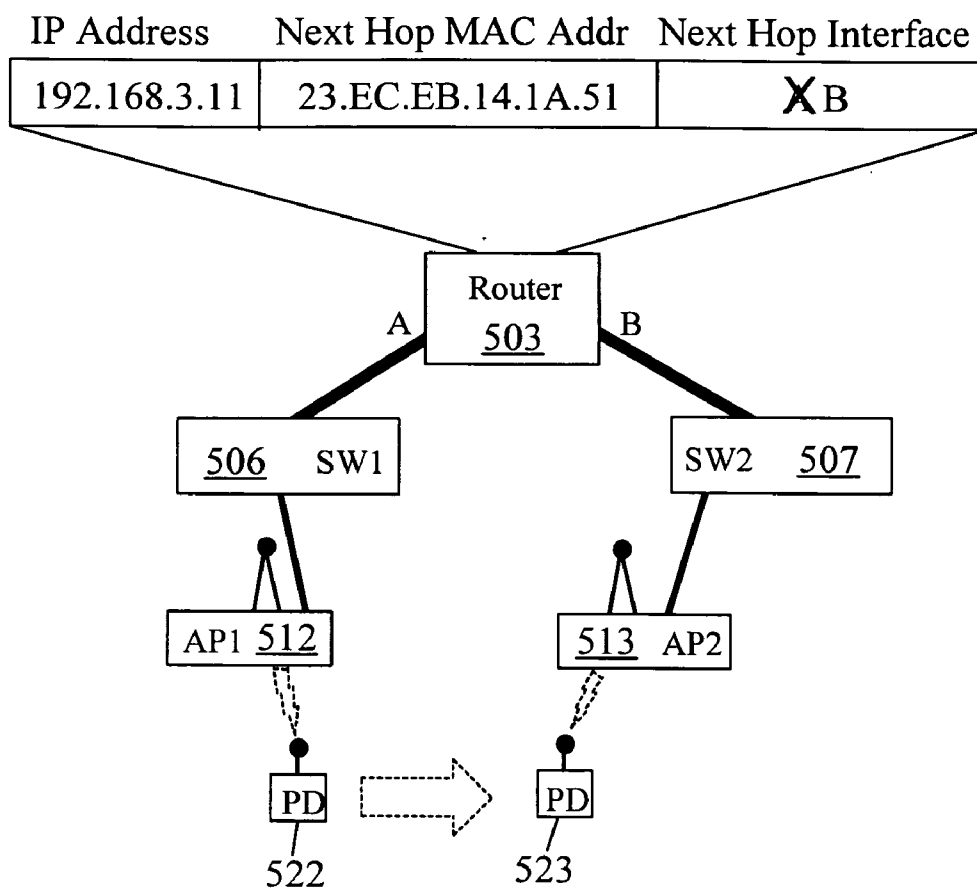 IP Address Next Hop MAC Addr Next Hop Interface
192.168.3.11 23.EC.EB.14.1A.51 A B
Router
503
A B
506 SW1 SW2 507
AP1 512 513 AP2
PD PD
522 523